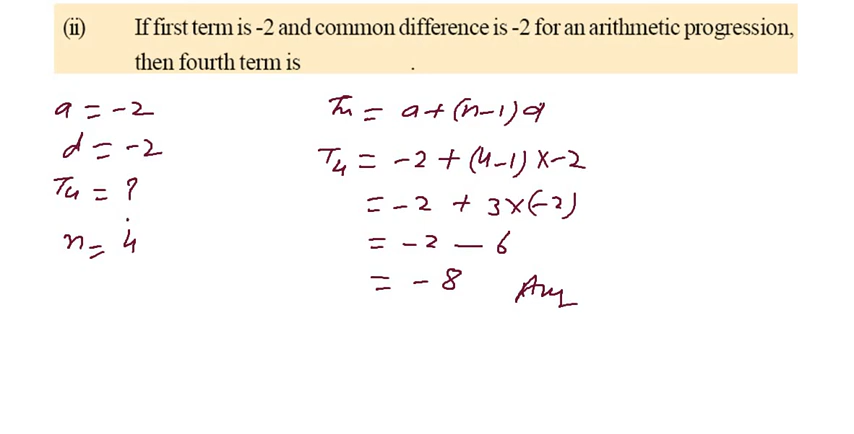 (ii) If first term is -2 and common difference is -2 for an arithmetic progression,
then fourth term is .
a = -2
d = -2
T4 = ?
n = 4
Tn = a + (n-1)d
T4 = -2 + (4-1) x -2
= -2 + 3x(-2)
= -2 - 6
= -8 Ans